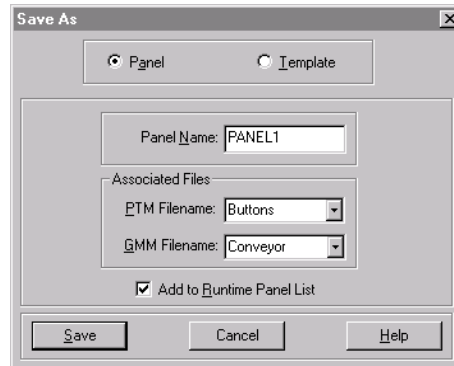 Save As
Panel Template
Panel Name: PANEL1
Associated Files
PTM Filename: Buttons
GMM Filename: Conveyor
Add to Runtime Panel List
Save Cancel Help